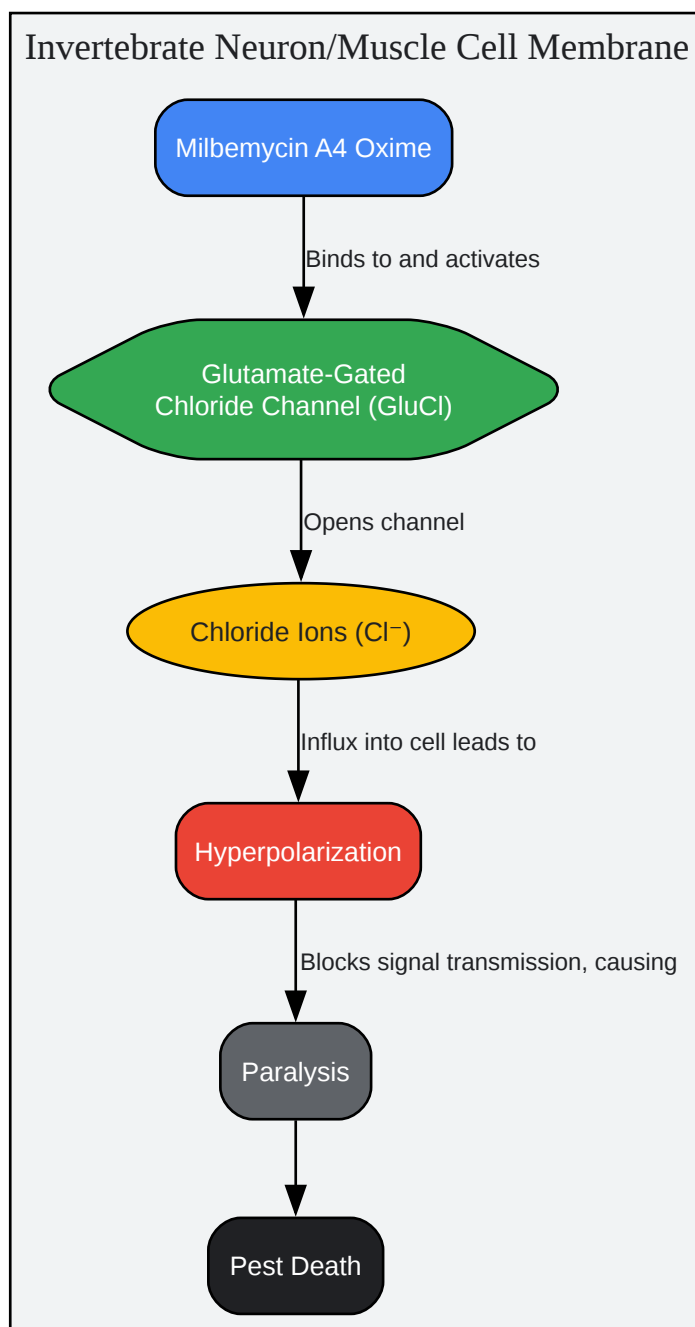 Invertebrate Neuron/Muscle Cell Membrane
Milbemycin A4 Oxime
Binds to and activates
Glutamate-Gated
Chloride Channel (GluCl)
Opens channel
Chloride Ions (Cl⁻)
Influx into cell leads to
Hyperpolarization
Blocks signal transmission, causing
Paralysis
Pest Death